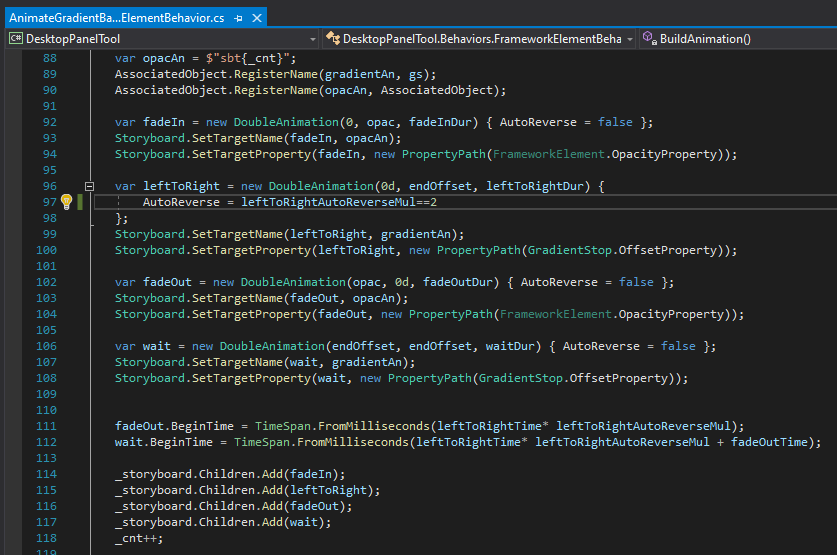 AnimateGradientBa...ElementBehavior.cs
C# DesktopPanelTool
DesktopPanelTool.Behaviors.FrameworkElementBeha
BuildAnimation()
88 var opacAn = $"sbt{_cnt}";
89 AssociatedObject.RegisterName(gradientAn, gs);
90 AssociatedObject.RegisterName(opacAn, AssociatedObject);
91
92 var fadeIn = new DoubleAnimation(0, opac, fadeInDur) { AutoReverse = false };
93 Storyboard.SetTargetName(fadeIn, opacAn);
94 Storyboard.SetTargetProperty(fadeIn, new PropertyPath(FrameworkElement.OpacityProperty));
95
96 var leftToRight = new DoubleAnimation(0d, endOffset, leftToRightDur) {
97 AutoReverse = leftToRightAutoReverseMul==2
98 };
99 Storyboard.SetTargetName(leftToRight, gradientAn);
100 Storyboard.SetTargetProperty(leftToRight, new PropertyPath(GradientStop.OffsetProperty));
101
102 var fadeOut = new DoubleAnimation(opac, 0d, fadeOutDur) { AutoReverse = false };
103 Storyboard.SetTargetName(fadeOut, opacAn);
104 Storyboard.SetTargetProperty(fadeOut, new PropertyPath(FrameworkElement.OpacityProperty));
105
106 var wait = new DoubleAnimation(endOffset, endOffset, waitDur) { AutoReverse = false };
107 Storyboard.SetTargetName(wait, gradientAn);
108 Storyboard.SetTargetProperty(wait, new PropertyPath(GradientStop.OffsetProperty));
109
110
111 fadeOut.BeginTime = TimeSpan.FromMilliseconds(leftToRightTime* leftToRightAutoReverseMul);
112 wait.BeginTime = TimeSpan.FromMilliseconds(leftToRightTime* leftToRightAutoReverseMul + fadeOutTime);
113
114 _storyboard.Children.Add(fadeIn);
115 _storyboard.Children.Add(leftToRight);
116 _storyboard.Children.Add(fadeOut);
117 _storyboard.Children.Add(wait);
118 _cnt++;
119